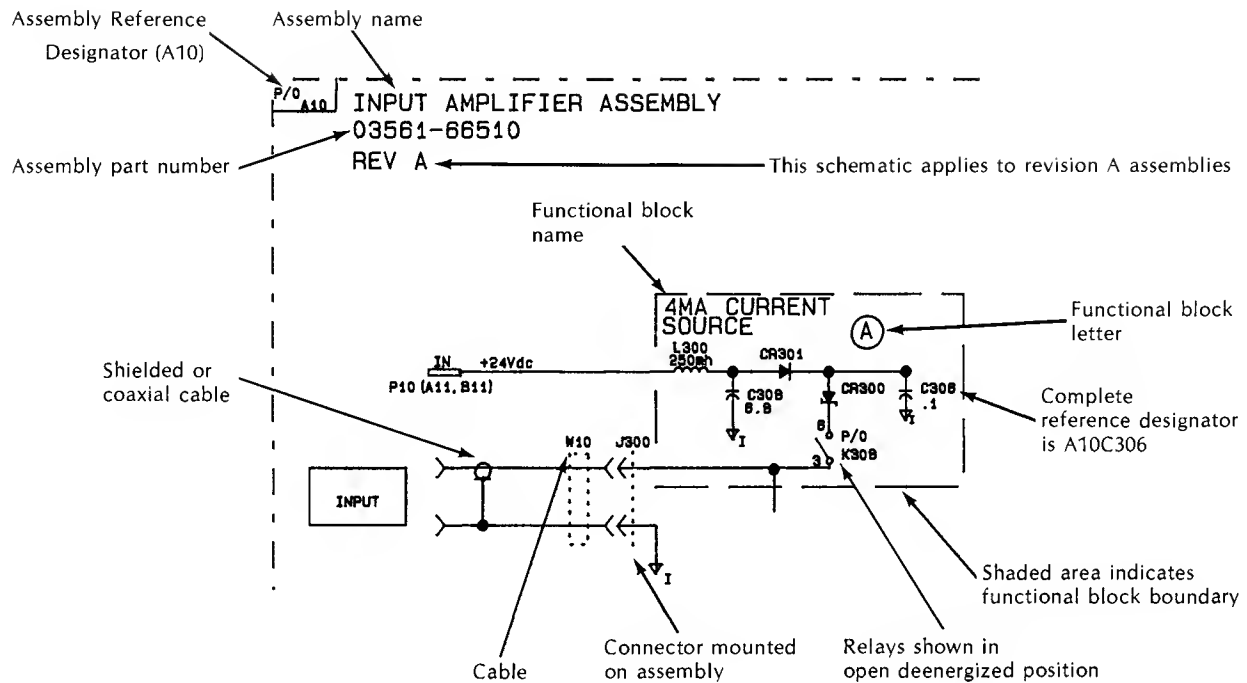 Assembly Reference
Designator (A10)
Assembly name
P/O
A10
INPUT AMPLIFIER ASSEMBLY
03561-66510
REV A
Assembly part number
This schematic applies to revision A assemblies
Functional block
name
4MA CURRENT
SOURCE
A
Functional block
letter
L300
250mh
CR301
IN
+24Vdc
P10 (A11, B11)
Shielded or
coaxial cable
C309
6.8
CR300
C306
.1
I
I
Complete
reference designator
is A10C306
6
P/O
K309
3
W10
J300
INPUT
I
Shaded area indicates
functional block boundary
Cable
Connector mounted
on assembly
Relays shown in
open deenergized position